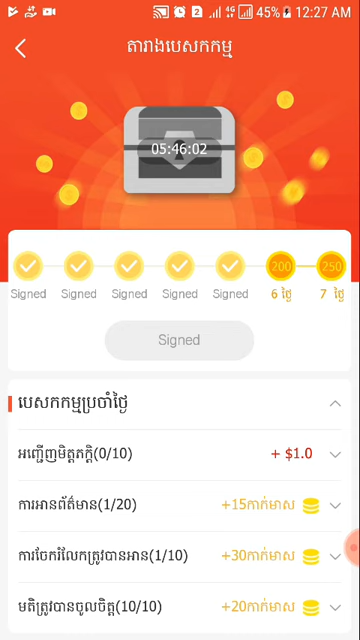 4G 45% 12:27 AM
តារាងបេសកកម្ម
05:46:02
200 250
Signed Signed Signed Signed Signed 6 ថ្ងៃ 7 ថ្ងៃ
Signed
បេសកកម្មប្រចាំថ្ងៃ
អញ្ជើញមិត្តភក្តិ(0/10) + $1.0
ការអានព័ត៌មាន(1/20) +15កាក់មាស
ការចែករំលែកត្រូវបានអាន(1/10) +30កាក់មាស
មតិត្រូវបានចូលចិត្ត(10/10) +20កាក់មាស